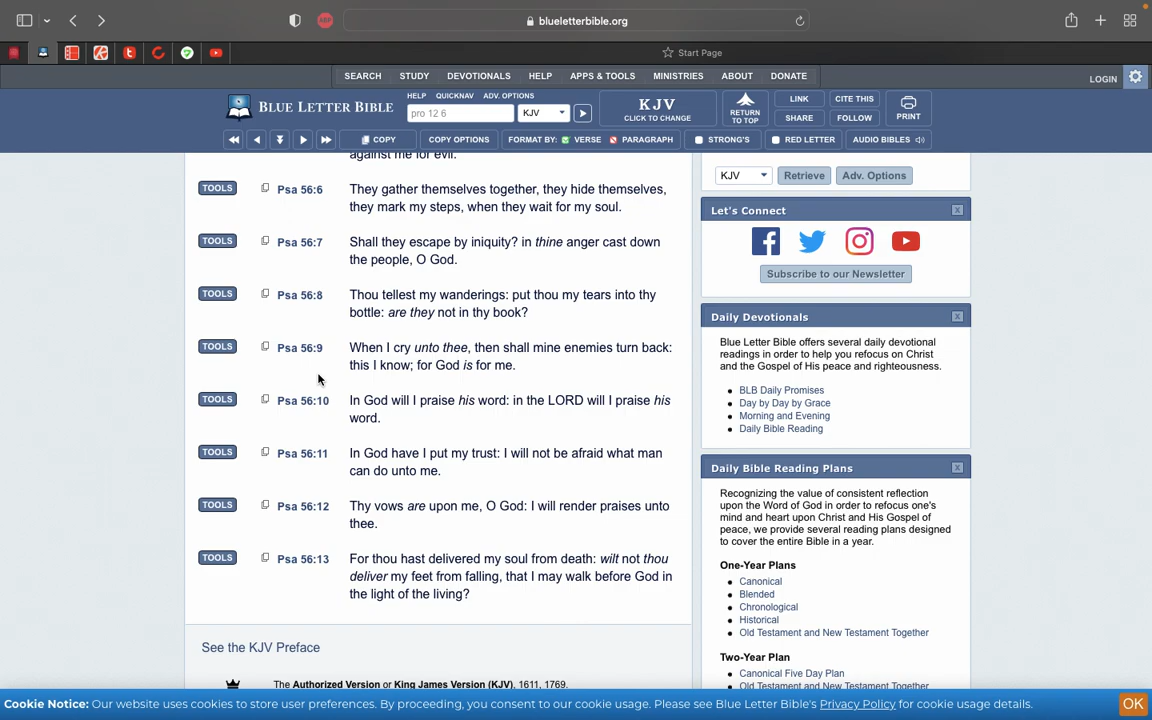 blueletterbible.org
Start Page
SEARCH STUDY DEVOTIONALS HELP APPS & TOOLS MINISTRIES ABOUT DONATE
LOGIN
BLUE LETTER BIBLE
HELP QUICKNAV ADV. OPTIONS
pro 12 6 KJV
KJV
CLICK TO CHANGE
RETURN
TO TOP
LINK CITE THIS
SHARE FOLLOW
PRINT
COPY COPY OPTIONS FORMAT BY: VERSE PARAGRAPH STRONG'S RED LETTER AUDIO BIBLES
against me for evil.
TOOLS Psa 56:6 They gather themselves together, they hide themselves,
they mark my steps, when they wait for my soul.
TOOLS Psa 56:7 Shall they escape by iniquity? in thine anger cast down
the people, O God.
TOOLS Psa 56:8 Thou tellest my wanderings: put thou my tears into thy
bottle: are they not in thy book?
TOOLS Psa 56:9 When I cry unto thee, then shall mine enemies turn back:
this I know; for God is for me.
TOOLS Psa 56:10 In God will I praise his word: in the LORD will I praise his
word.
TOOLS Psa 56:11 In God have I put my trust: I will not be afraid what man
can do unto me.
TOOLS Psa 56:12 Thy vows are upon me, O God: I will render praises unto
thee.
TOOLS Psa 56:13 For thou hast delivered my soul from death: wilt not thou
deliver my feet from falling, that I may walk before God in
the light of the living?
See the KJV Preface
The Authorized Version or King James Version (KJV), 1611, 1769.
KJV Retrieve Adv. Options
Let's Connect
Subscribe to our Newsletter
Daily Devotionals
Blue Letter Bible offers several daily devotional
readings in order to help you refocus on Christ
and the Gospel of His peace and righteousness.
BLB Daily Promises
Day by Day by Grace
Morning and Evening
Daily Bible Reading
Daily Bible Reading Plans
Recognizing the value of consistent reflection
upon the Word of God in order to refocus one's
mind and heart upon Christ and His Gospel of
peace, we provide several reading plans designed
to cover the entire Bible in a year.
One-Year Plans
Canonical
Blended
Chronological
Historical
Old Testament and New Testament Together
Two-Year Plan
Canonical Five Day Plan
Old Testament and New Testament Together
Cookie Notice: Our website uses cookies to store user preferences. By proceeding, you consent to our cookie usage. Please see Blue Letter Bible's Privacy Policy for cookie usage details.
OK